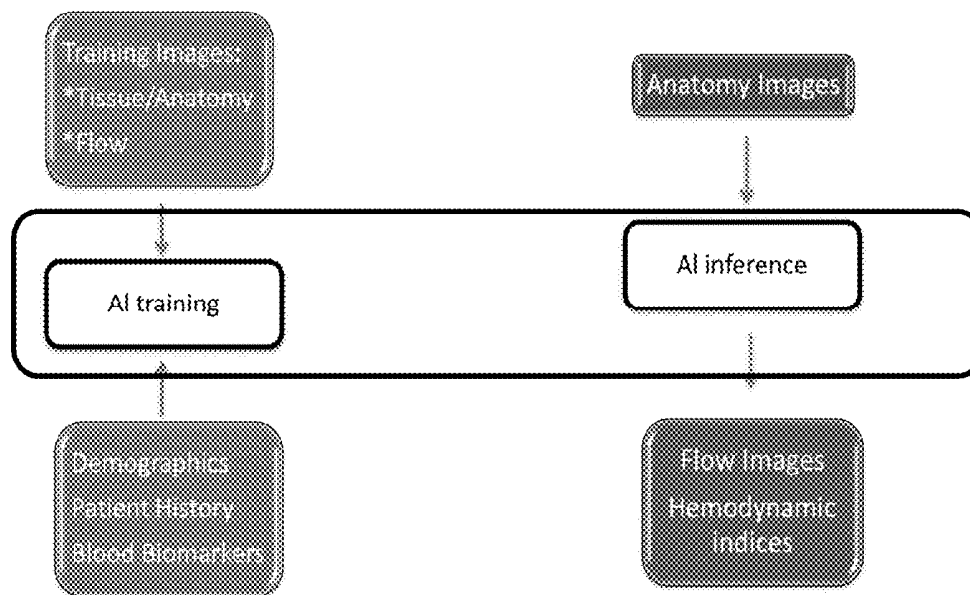 Training Images:
*Tissue/Anatomy
*Flow
AI training
Demographics
Patient History
Blood Biomarkers
Anatomy Images
AI inference
Flow Images
Hemodynamic
Indices